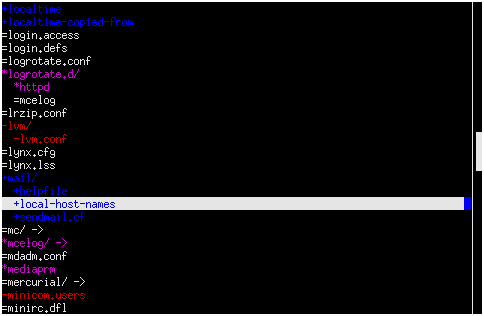 +localtime
+localtime-copied-from
=login.access
=login.defs
=logrotate.conf
*logrotate.d/
*httpd
=mcelog
=lrzip.conf
-lvm/
-lvm.conf
=lynx.cfg
=lynx.lss
+mail/
+helpfile
+local-host-names
+sendmail.cf
=mc/ ->
*mcelog/ ->
=mdadm.conf
*mediaprm
=mercurial/ ->
-minicom.users
=minirc.dfl